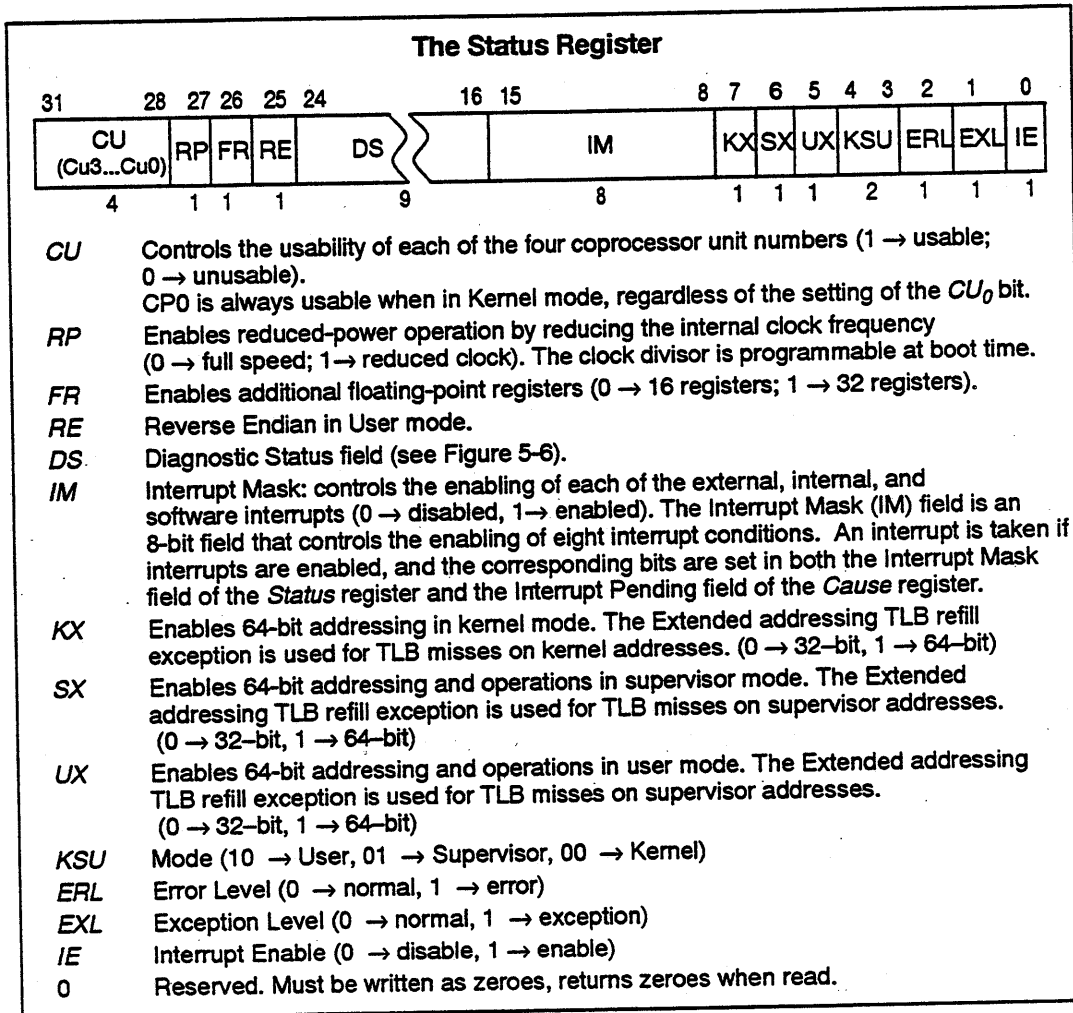 The Status Register
31 28 27 26 25 24 16 15 8 7 6 5 4 3 2 1 0
CU (Cu3...Cu0) RP FR RE DS IM KX SX UX KSU ERL EXL IE
4 1 1 1 9 8 1 1 1 2 1 1 1
CU Controls the usability of each of the four coprocessor unit numbers (1 → usable;
0 → unusable).
CP0 is always usable when in Kernel mode, regardless of the setting of the CU0 bit.
RP Enables reduced-power operation by reducing the internal clock frequency
(0 → full speed; 1→ reduced clock). The clock divisor is programmable at boot time.
FR Enables additional floating-point registers (0 → 16 registers; 1 → 32 registers).
RE Reverse Endian in User mode.
DS Diagnostic Status field (see Figure 5-6).
IM Interrupt Mask: controls the enabling of each of the external, internal, and
software interrupts (0 → disabled, 1→ enabled). The Interrupt Mask (IM) field is an
8-bit field that controls the enabling of eight interrupt conditions. An interrupt is taken if
interrupts are enabled, and the corresponding bits are set in both the Interrupt Mask
field of the Status register and the Interrupt Pending field of the Cause register.
KX Enables 64-bit addressing in kernel mode. The Extended addressing TLB refill
exception is used for TLB misses on kernel addresses. (0 → 32–bit, 1 → 64–bit)
SX Enables 64-bit addressing and operations in supervisor mode. The Extended
addressing TLB refill exception is used for TLB misses on supervisor addresses.
(0 → 32–bit, 1 → 64–bit)
UX Enables 64-bit addressing and operations in user mode. The Extended addressing
TLB refill exception is used for TLB misses on supervisor addresses.
(0 → 32–bit, 1 → 64–bit)
KSU Mode (10 → User, 01 → Supervisor, 00 → Kernel)
ERL Error Level (0 → normal, 1 → error)
EXL Exception Level (0 → normal, 1 → exception)
IE Interrupt Enable (0 → disable, 1 → enable)
0 Reserved. Must be written as zeroes, returns zeroes when read.